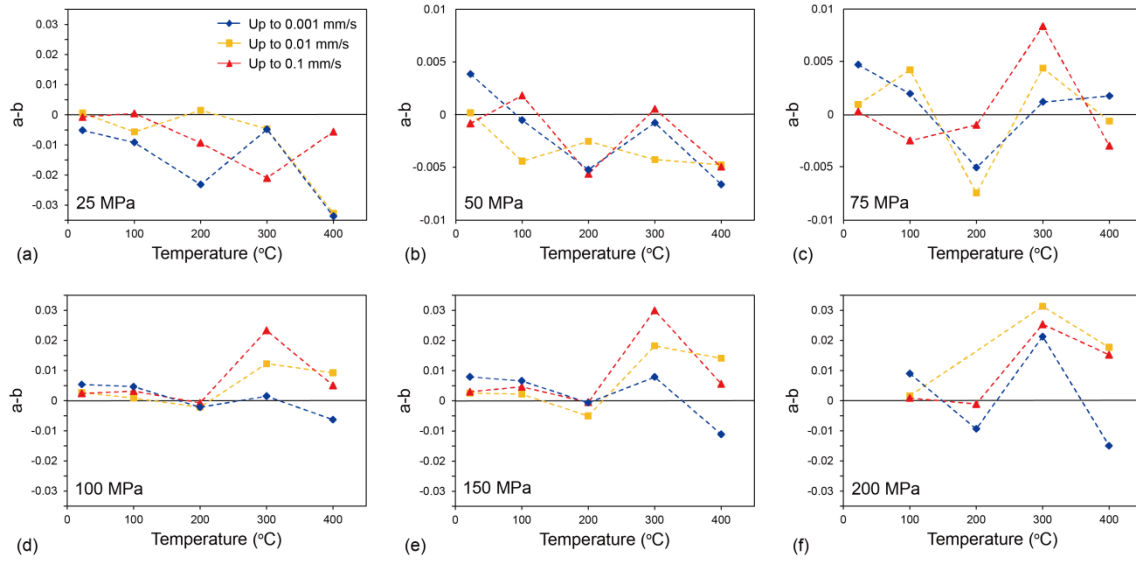 0.03
0.02
0.01
0
-0.01
-0.02
-0.03
a-b
Up to 0.001 mm/s
Up to 0.01 mm/s
Up to 0.1 mm/s
25 MPa
0 100 200 300 400
(a) Temperature (°C)
0.01
0.005
0
-0.005
-0.01
a-b
50 MPa
0 100 200 300 400
(b) Temperature (°C)
0.01
0.005
0
-0.005
-0.01
a-b
75 MPa
0 100 200 300 400
(c) Temperature (°C)
0.03
0.02
0.01
0
-0.01
-0.02
-0.03
a-b
100 MPa
0 100 200 300 400
(d) Temperature (°C)
0.03
0.02
0.01
0
-0.01
-0.02
-0.03
a-b
150 MPa
0 100 200 300 400
(e) Temperature (°C)
0.03
0.02
0.01
0
-0.01
-0.02
-0.03
a-b
200 MPa
0 100 200 300 400
(f) Temperature (°C)